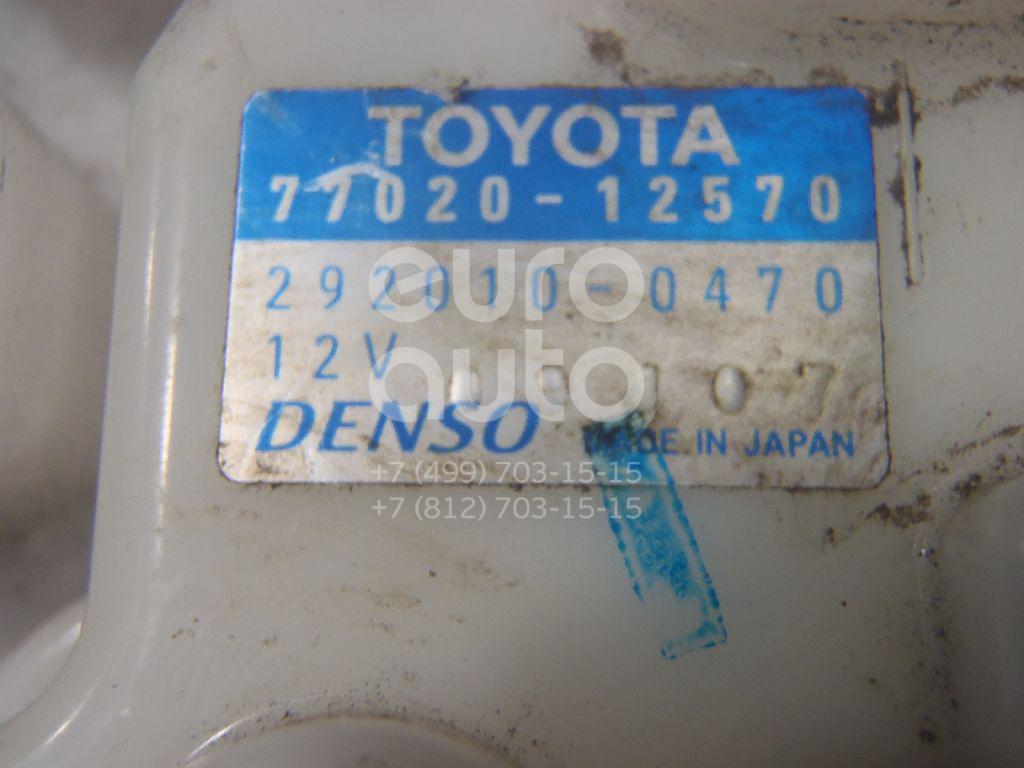 TOYOTA
77020-12570
292010-0470
12V
DENSO
MADE IN JAPAN
euro
auto
+7 (499) 703-15-15
+7 (812) 703-15-15